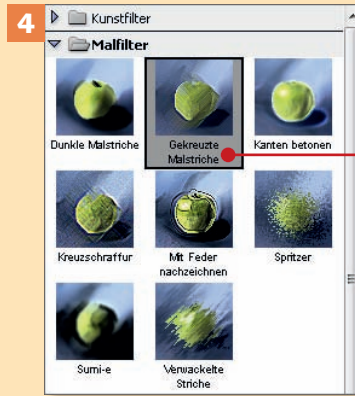 4
Kunstfilter
Malfilter
Dunkle Malstriche
Gekreuzte
Malstriche
Kanten betonen
Kreuzschraffur
Mit Feder
nachzeichnen
Spritzer
Sumi-e
Verwackelte
Striche